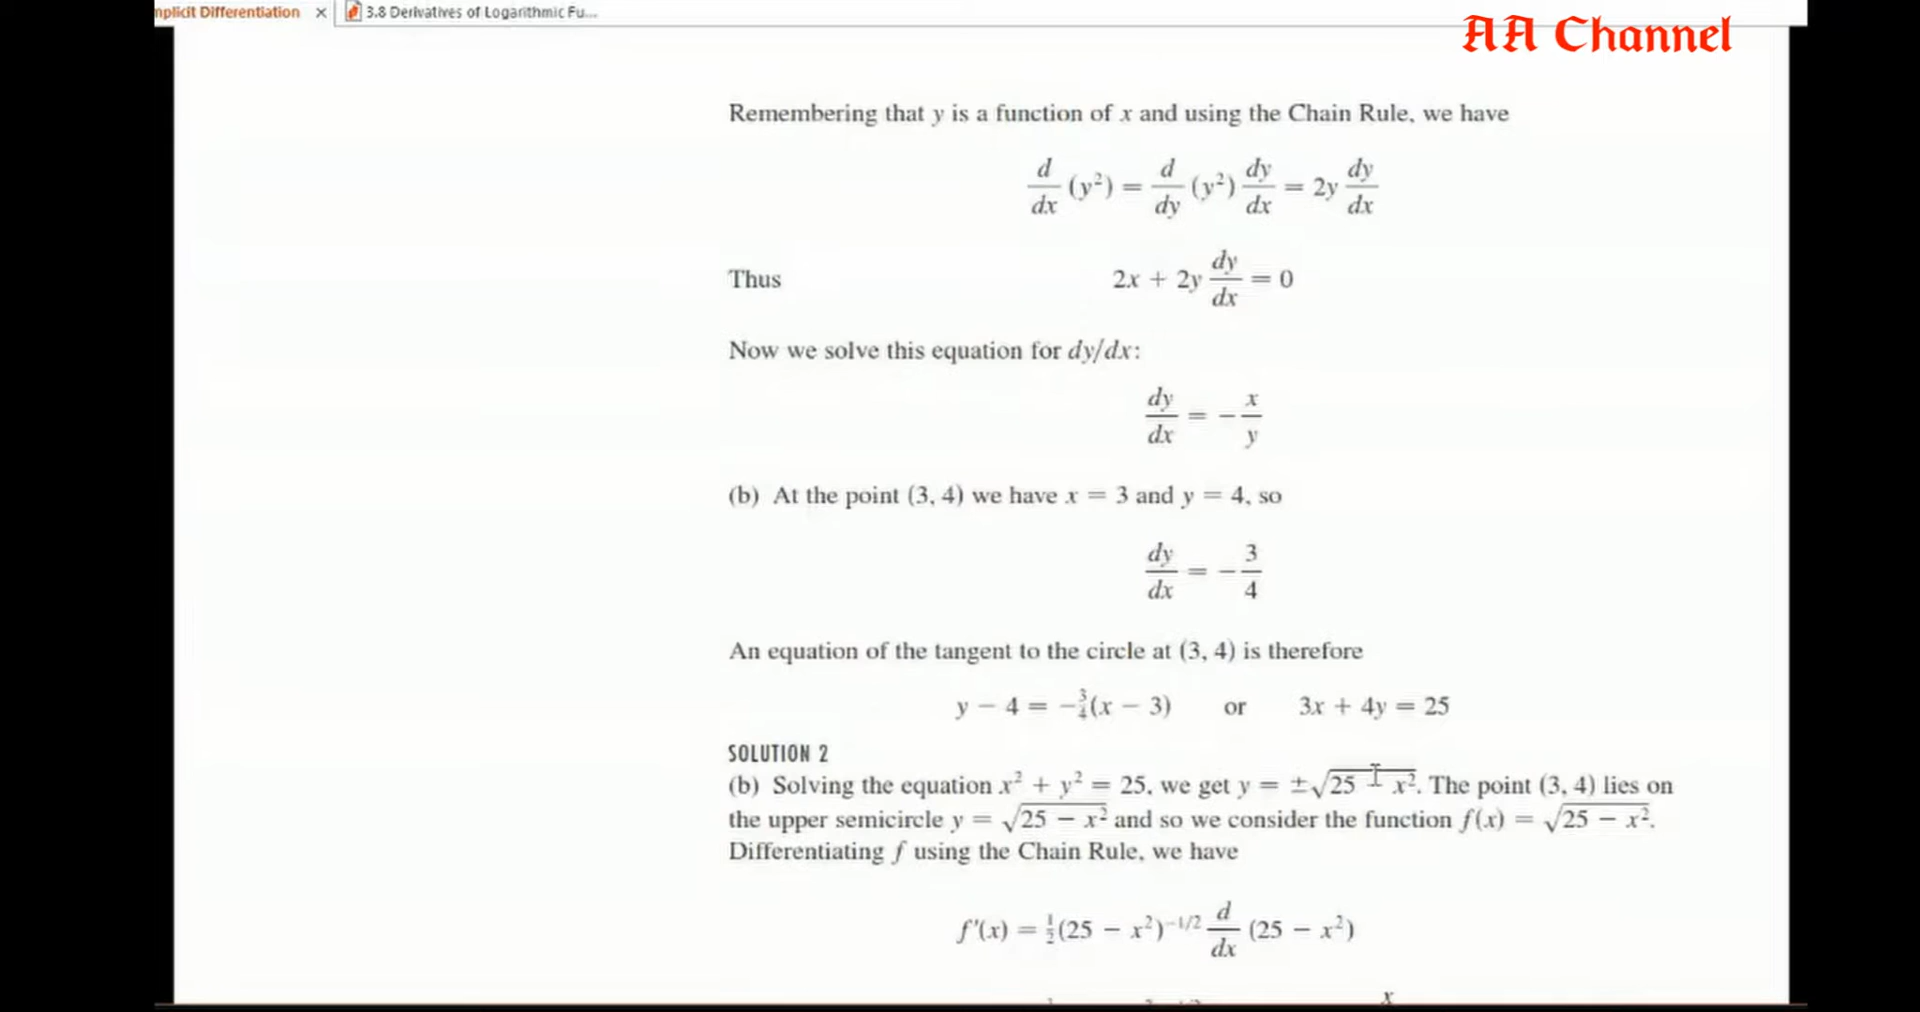 nplicit Differentiation × 3.8 Derivatives of Logarithmic Fu...
AA Channel
Remembering that y is a function of x and using the Chain Rule, we have
d/dx (y²) = d/dy (y²) dy/dx = 2y dy/dx
Thus 2x + 2y dy/dx = 0
Now we solve this equation for dy/dx:
dy/dx = −x/y
(b) At the point (3, 4) we have x = 3 and y = 4, so
dy/dx = −3/4
An equation of the tangent to the circle at (3, 4) is therefore
y − 4 = −¾(x − 3) or 3x + 4y = 25
SOLUTION 2
(b) Solving the equation x² + y² = 25, we get y = ±√25 − x². The point (3, 4) lies on
the upper semicircle y = √25 − x² and so we consider the function f(x) = √25 − x².
Differentiating f using the Chain Rule, we have
f'(x) = ½(25 − x²)^−1/2 d/dx (25 − x²)